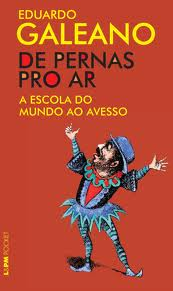 EDUARDO
GALEANO
DE PERNAS
PRO AR
A ESCOLA DO
MUNDO AO AVESSO
L&PM POCKET